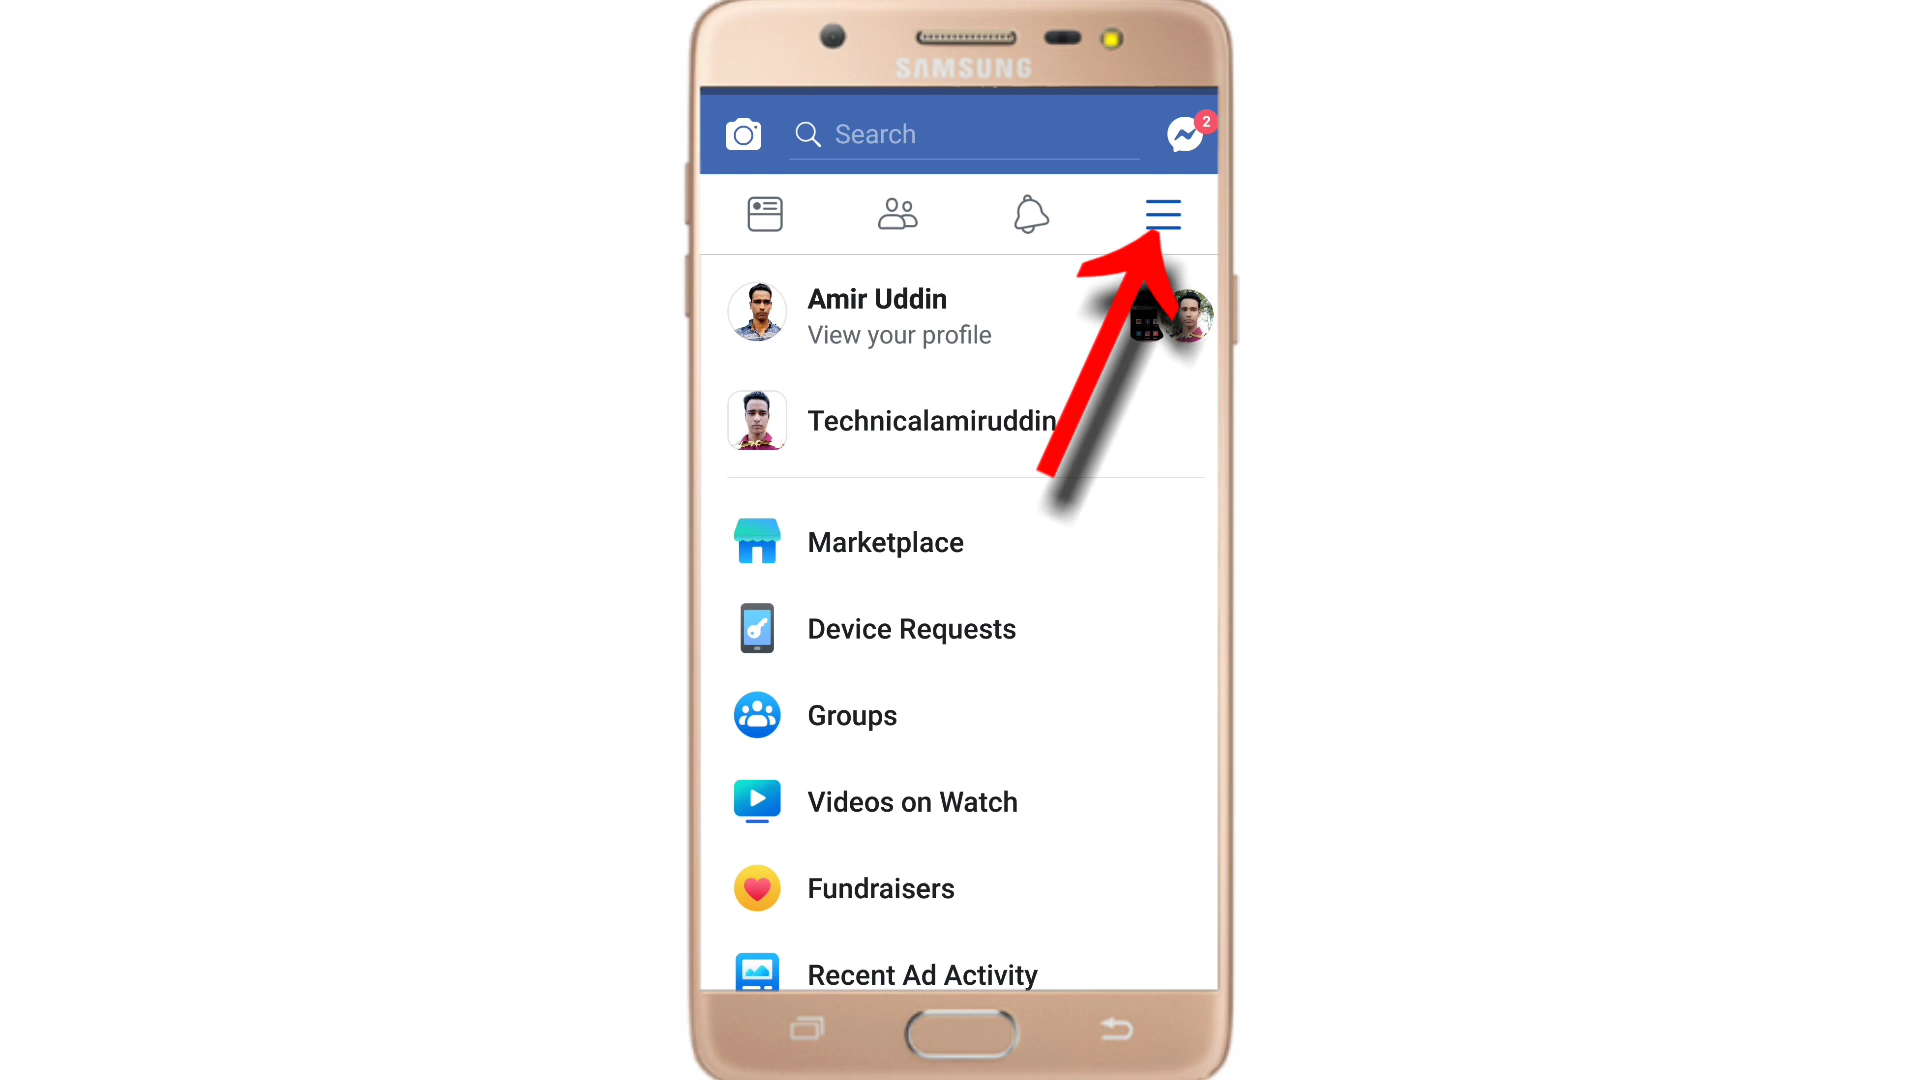 SAMSUNG
Search
2
Amir Uddin
View your profile
Technicalamiruddin
Marketplace
Device Requests
Groups
Videos on Watch
Fundraisers
Recent Ad Activity